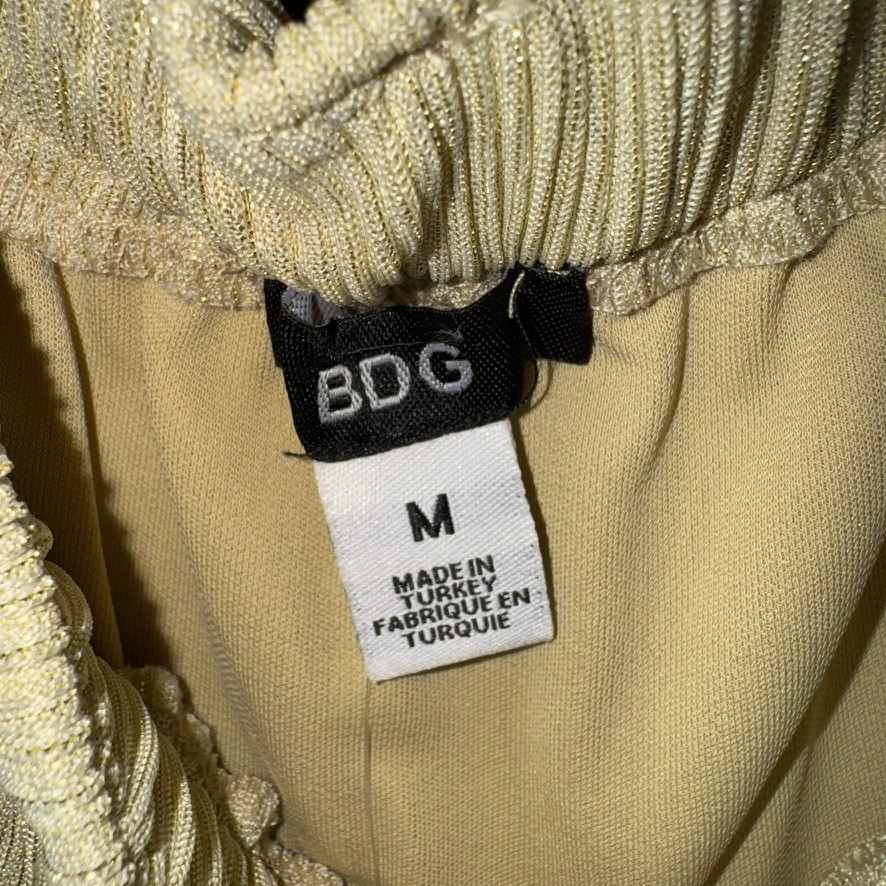 BDG
M
MADE IN
TURKEY
FABRIQUE EN
TURQUIE